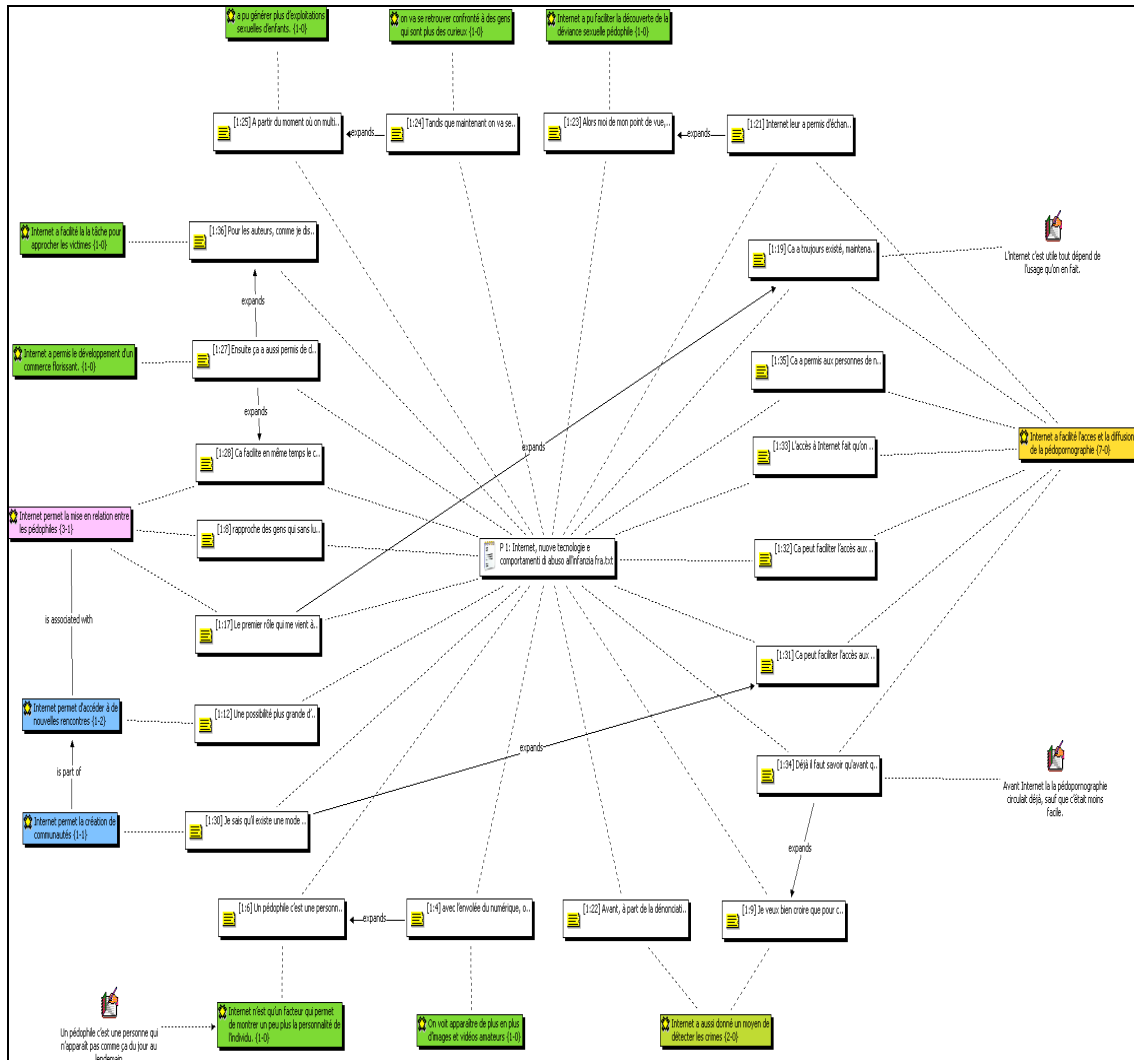 a pu générer plus d'exploitations
sexuelles d'enfants. {1-0}
on va se retrouver confronté à des gens
qui sont plus des curieux {1-0}
Internet a pu faciliter la découverte de la
déviance sexuelle pédophile {1-0}
[1:25] A partir du moment où on multi..
expands
[1:24] Tandis que maintenant on va se..
[1:23] Alors moi de mon point de vue,..
expands
[1:21] Internet leur a permis d'échan..
Internet a facilité la la tâche pour
approcher les victimes {1-0}
[1:36] Pour les auteurs, comme je dis..
[1:19] Ca a toujours existé, maintena..
L'internet c'est utile tout dépend de
l'usage qu'on en fait.
expands
Internet a permis le développement d'un
commerce florissant. {1-0}
[1:27] Ensuite ça a aussi permis de d..
[1:35] Ca a permis aux personnes de n..
expands
expands
[1:28] Ca facilite en même temps le c..
[1:33] L'accès à Internet fait qu'on ..
Internet a facilité l'acces et la diffusion
de la pédopornographie {7-0}
Internet permet la mise en relation entre
les pédophiles {3-1}
[1:8] rapproche des gens qui sans lu..
P 1: Internet, nuove tecnologie e
comportamenti di abuso all'infanzia fra.txt
[1:32] Ca peut faciliter l'accès aux ..
is associated with
[1:17] Le premier rôle qui me vient à..
[1:31] Ca peut faciliter l'accès aux ..
Internet permet d'accéder à de
nouvelles rencontres {1-2}
[1:12] Une possibilité plus grande d'..
expands
is part of
[1:34] Déjà il faut savoir qu'avant q..
Avant Internet la la pédopornographie
circulait déjà, sauf que c'était moins
facile.
Internet permet la création de
communautés {1-1}
[1:30] Je sais qu'il existe une mode ..
expands
[1:6] Un pédophile c'est une personn..
expands
[1:4] avec l'envolée du numérique, o..
[1:22] Avant, à part de la dénonciati..
[1:9] Je veux bien croire que pour c..
Un pédophile c'est une personne qui
n'apparaît pas comme ça du jour au
lendemain.
Internet n'est qu'un facteur qui permet
de montrer un peu plus la personnalité de
l'individu. {1-0}
On voit apparaître de plus en plus
d'images et vidéos amateurs {1-0}
Internet a aussi donné un moyen de
détecter les crimes {2-0}